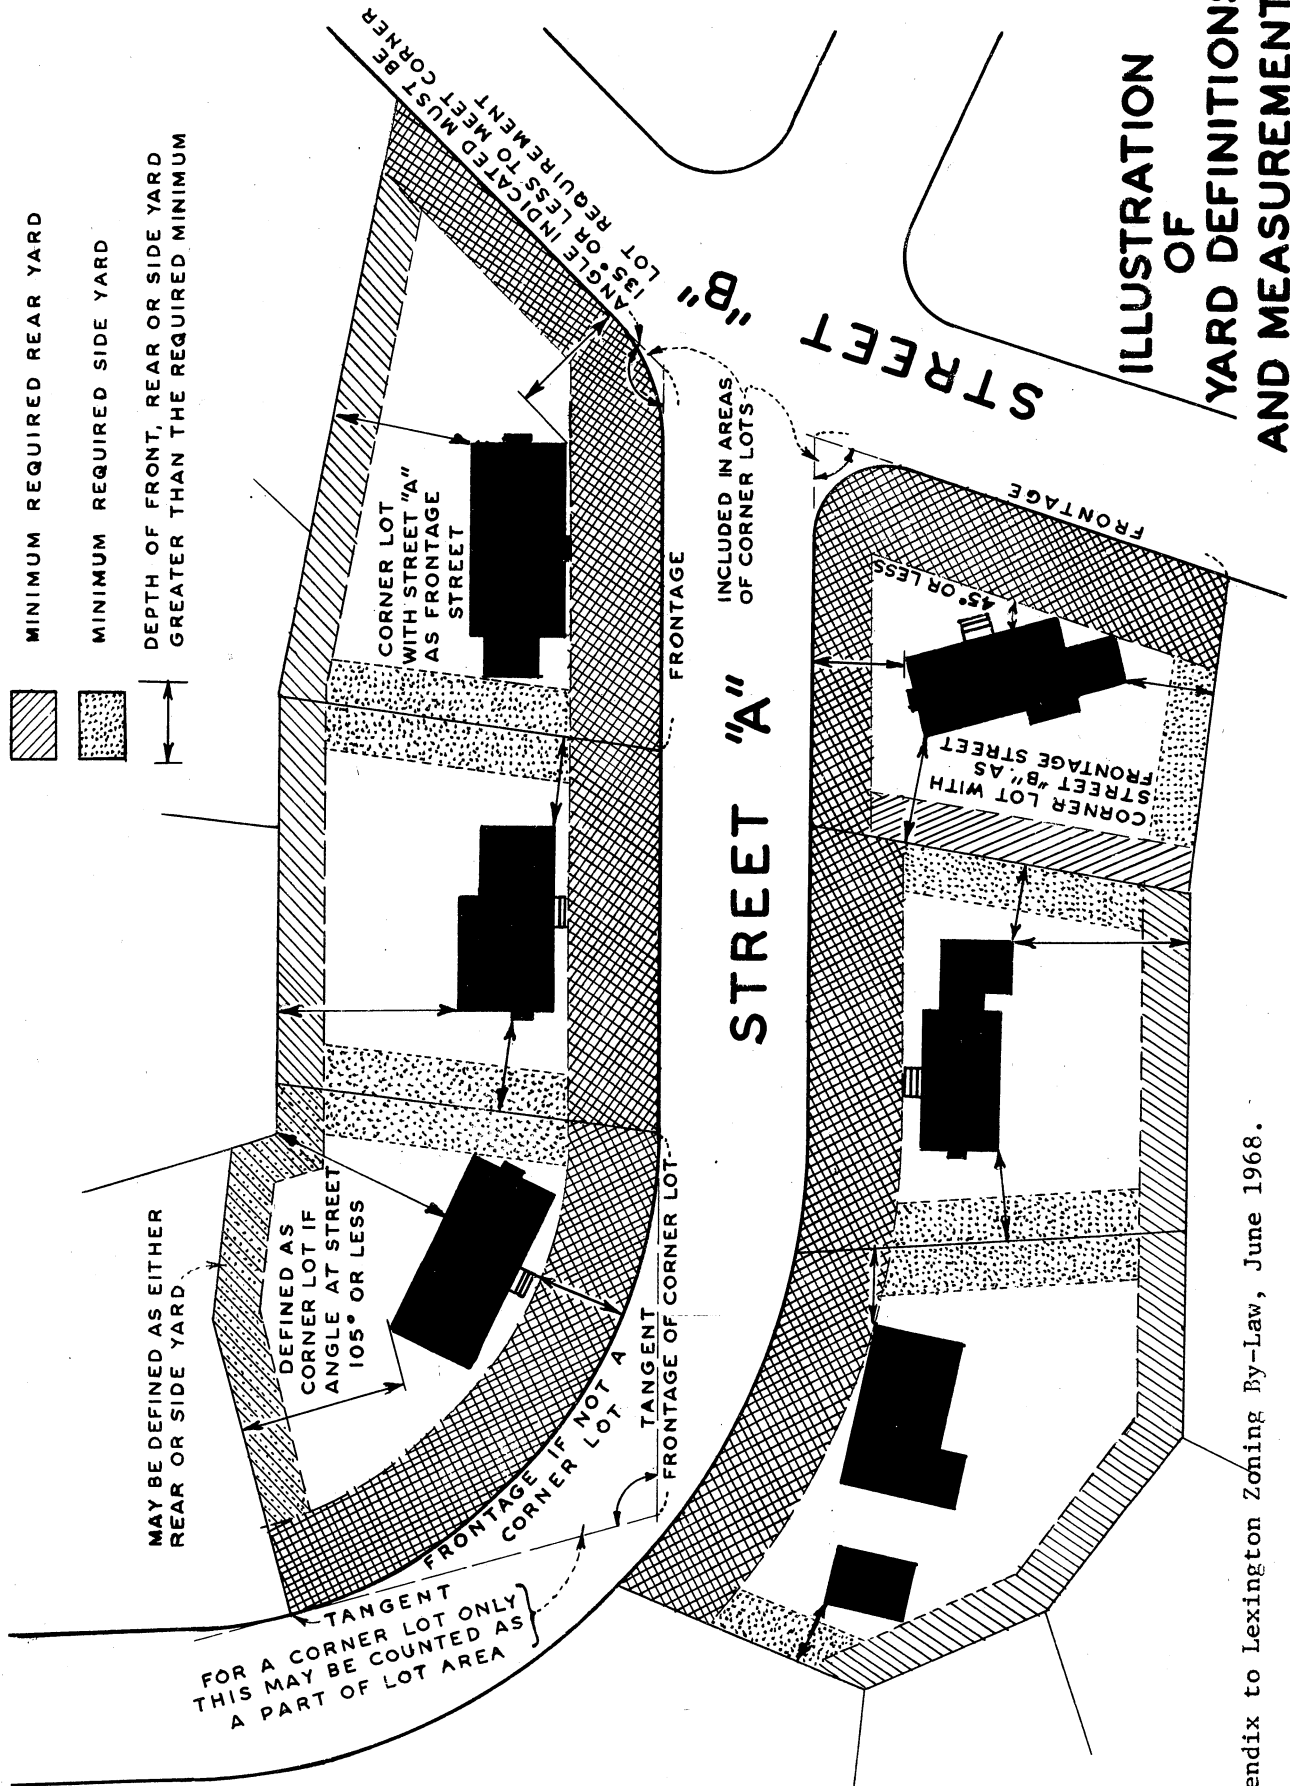 MINIMUM REQUIRED REAR YARD
MINIMUM REQUIRED SIDE YARD
DEPTH OF FRONT, REAR OR SIDE YARD
GREATER THAN THE REQUIRED MINIMUM
ANGLE INDICATED MUST BE
135° OR LESS TO MEET CORNER
LOT REQUIREMENT
CORNER LOT
WITH STREET "A"
AS FRONTAGE
STREET
FRONTAGE
INCLUDED IN AREAS
OF CORNER LOTS
STREET "B"
FRONTAGE
45° OR LESS
CORNER LOT WITH
STREET "B" AS
FRONTAGE STREET
STREET "A"
MAY BE DEFINED AS EITHER
REAR OR SIDE YARD
DEFINED AS
CORNER LOT IF
ANGLE AT STREET
105° OR LESS
TANGENT
FRONTAGE OF CORNER LOT
FRONTAGE IF NOT A
CORNER LOT
TANGENT
FOR A CORNER LOT ONLY
THIS MAY BE COUNTED AS
A PART OF LOT AREA
ILLUSTRATION
OF
YARD DEFINITIONS
AND MEASUREMENT
endix to Lexington Zoning By-Law, June 1968.